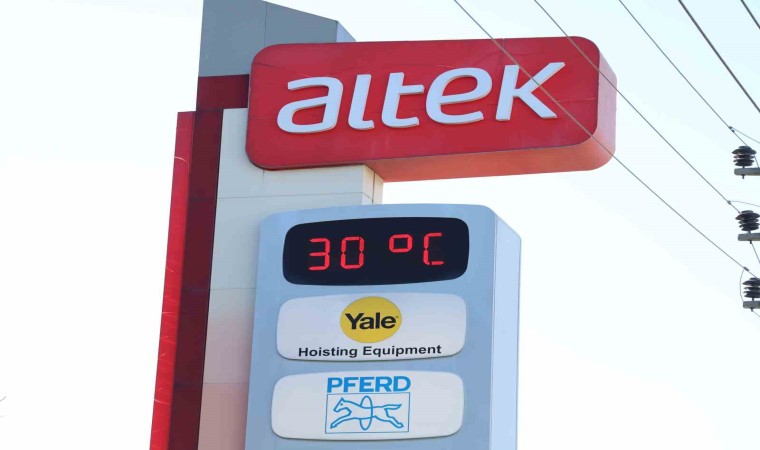 altek
30 °C
Yale
Hoisting Equipment
PFERD